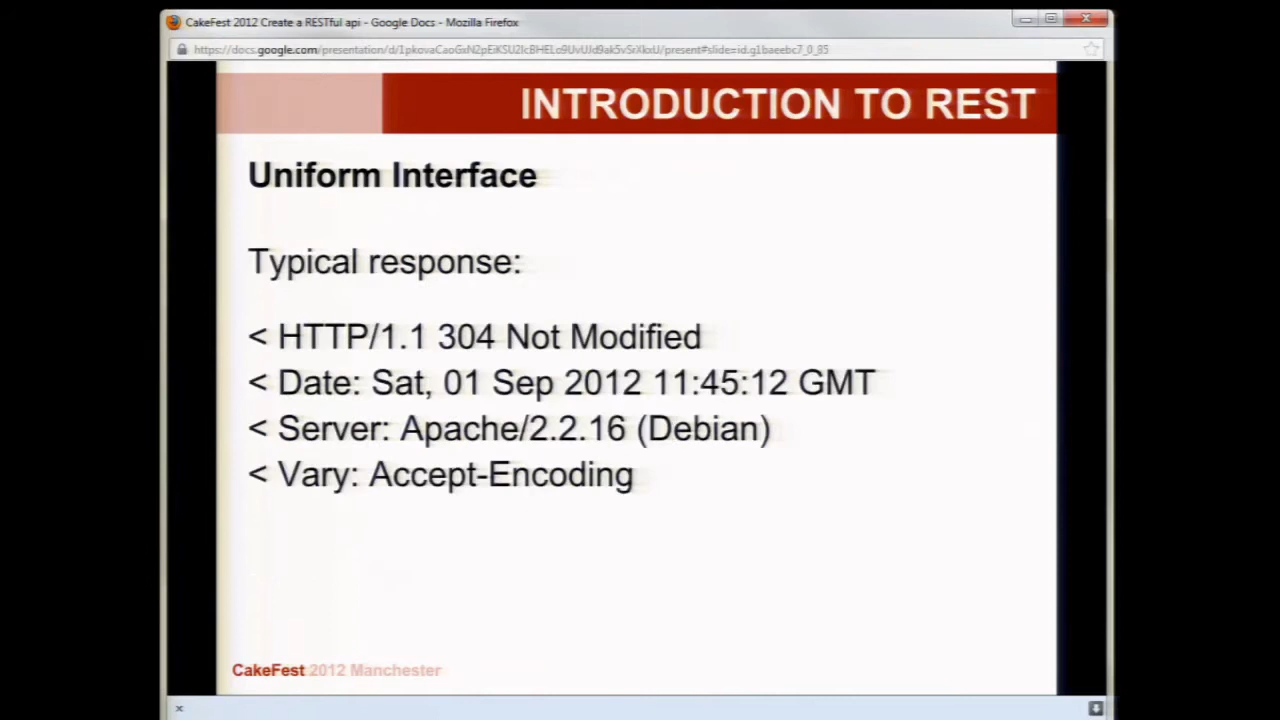 CakeFest 2012 Create a RESTful api - Google Docs - Mozilla Firefox
INTRODUCTION TO REST
Uniform Interface
Typical response:
< HTTP/1.1 304 Not Modified
< Date: Sat, 01 Sep 2012 11:45:12 GMT
< Server: Apache/2.2.16 (Debian)
< Vary: Accept-Encoding
CakeFest 2012 Manchester